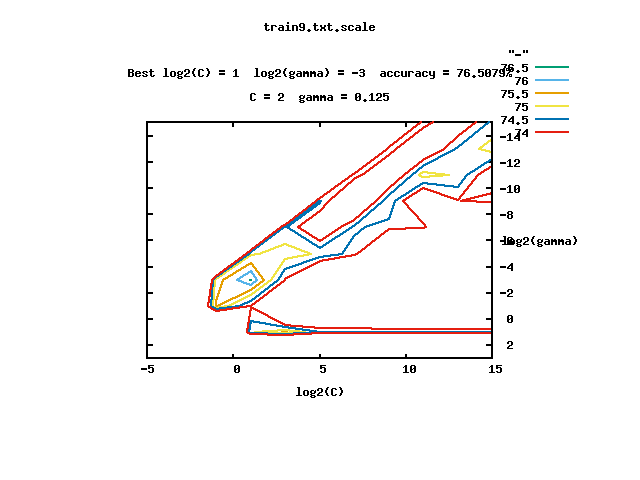 train9.txt.scale
"-"
Best log2(C) = 1  log2(gamma) = -3  accuracy = 76.5079%
76.5
76
C = 2  gamma = 0.125
75.5
75
74.5
74
-14
-12
-10
-8
-6
log2(gamma)
-4
-2
0
2
-5 0 5 10 15
log2(C)